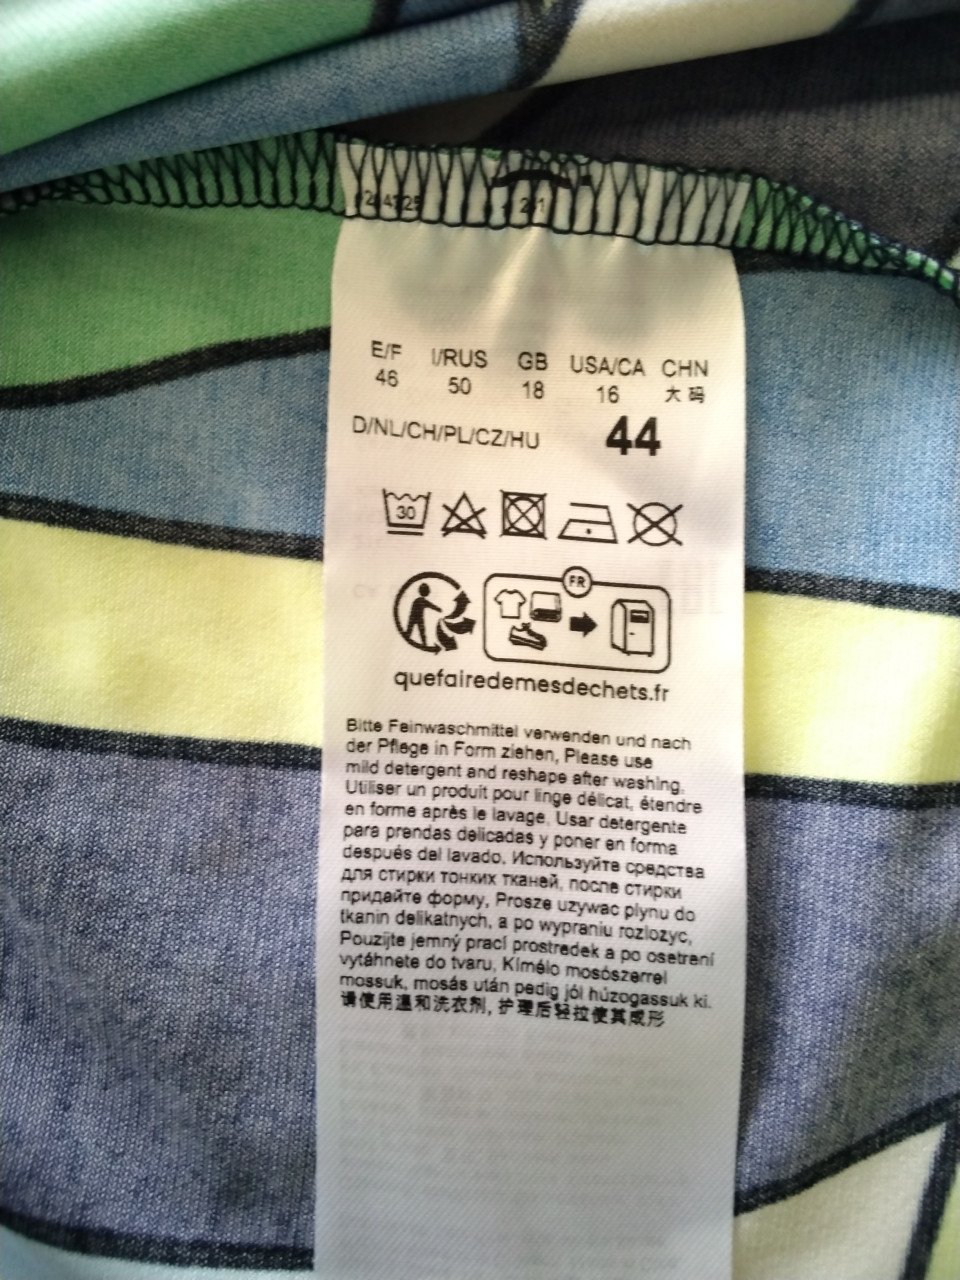 E/F I/RUS GB USA/CA CHN
46 50 18 16 大码
D/NL/CH/PL/CZ/HU 44
30
FR
quefairedemesdechets.fr
Bitte Feinwaschmittel verwenden und nach
der Pflege in Form ziehen, Please use
mild detergent and reshape after washing,
Utiliser un produit pour linge délicat, étendre
en forme après le lavage, Usar detergente
para prendas delicadas y poner en forma
después del lavado, Используйте средства
для стирки тонких тканей, после стирки
придайте форму, Prosze uzywac plynu do
tkanin delikatnych, a po wypraniu rozlozyc,
Pouzijte jemný prací prostredek a po osetrení
vytáhnete do tvaru, Kímélo mosószerrel
mossuk, mosás után pedig jól húzogassuk ki.
请使用温和洗衣剂, 护理后轻拉使其成形